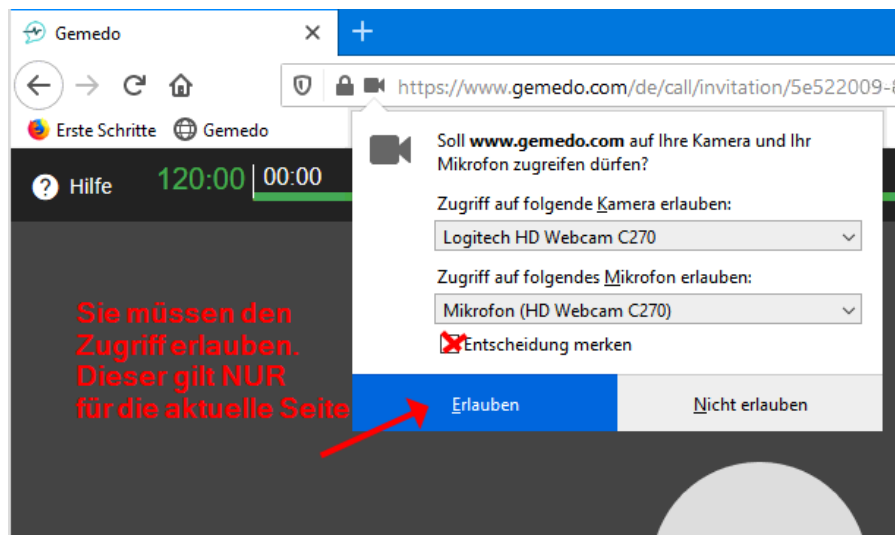 Gemedo
https://www.gemedo.com/de/call/invitation/5e522009-
Erste Schritte Gemedo
Hilfe 120:00 00:00
Soll www.gemedo.com auf Ihre Kamera und Ihr
Mikrofon zugreifen dürfen?
Zugriff auf folgende Kamera erlauben:
Logitech HD Webcam C270
Zugriff auf folgendes Mikrofon erlauben:
Mikrofon (HD Webcam C270)
Entscheidung merken
Erlauben Nicht erlauben
Sie müssen den
Zugriff erlauben.
Dieser gilt NUR
für die aktuelle Seite